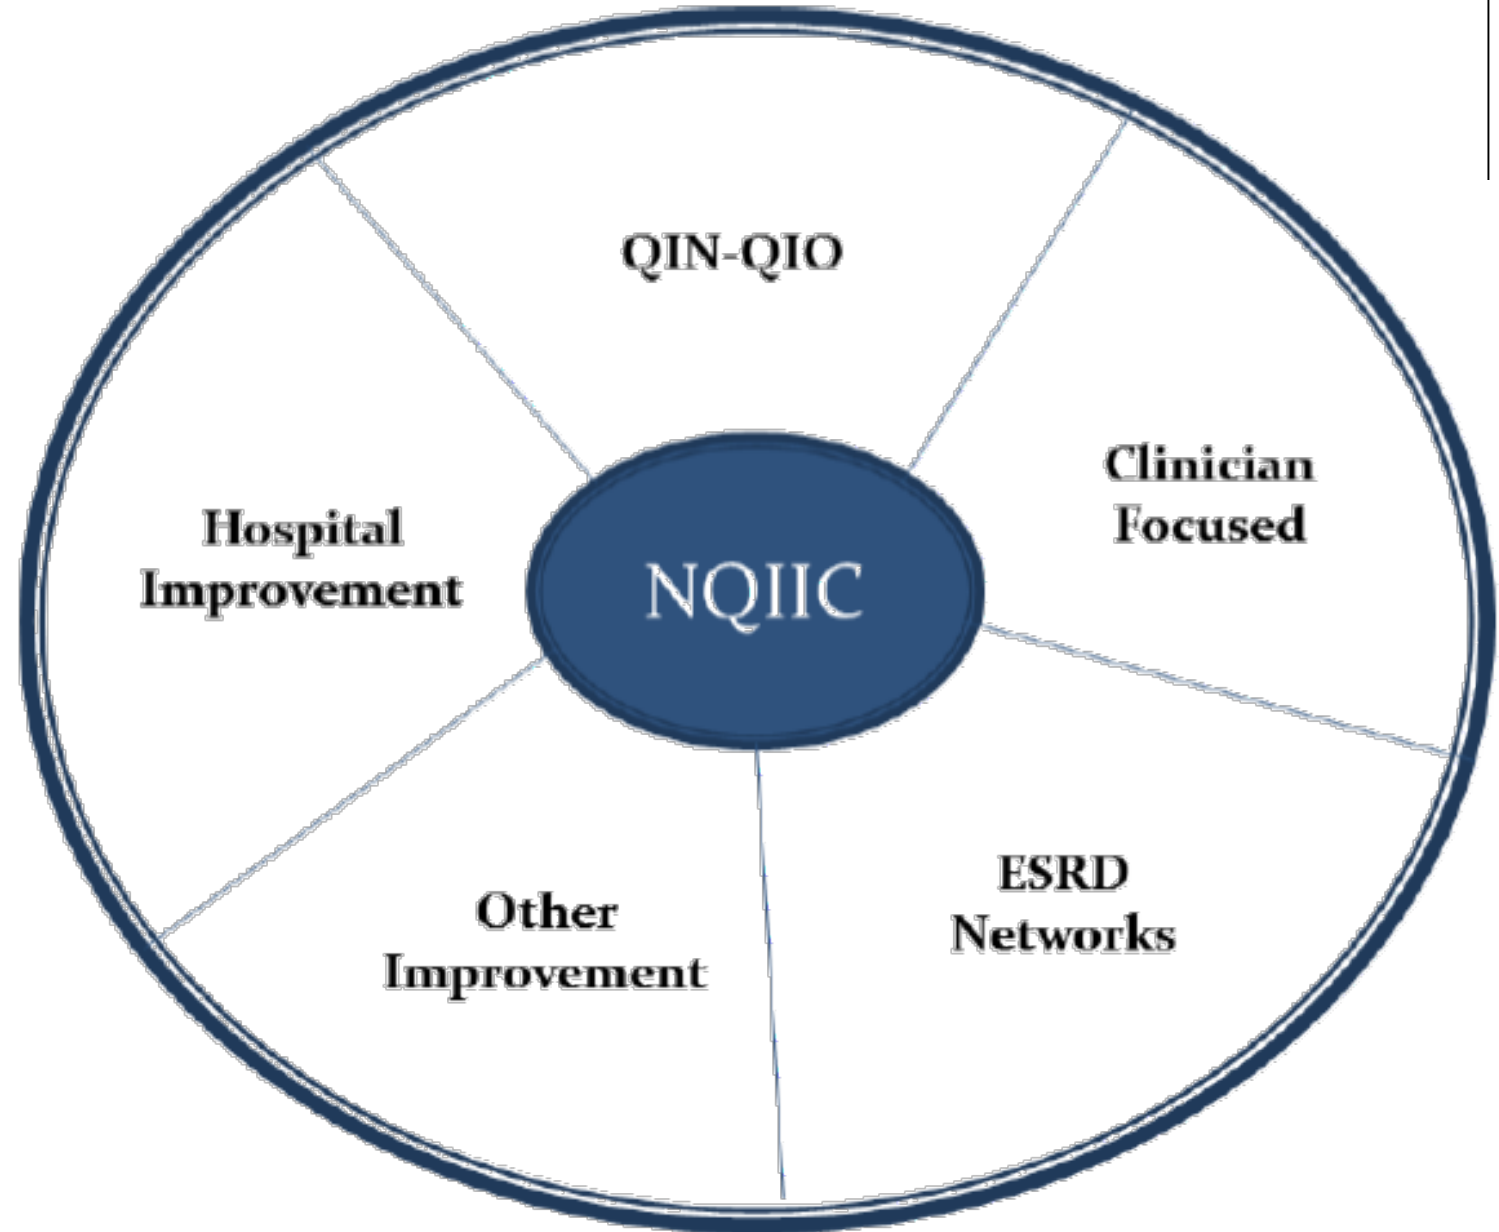 QIN-QIO
Clinician
Focused
Hospital
Improvement
NQIIC
ESRD
Networks
Other
Improvement